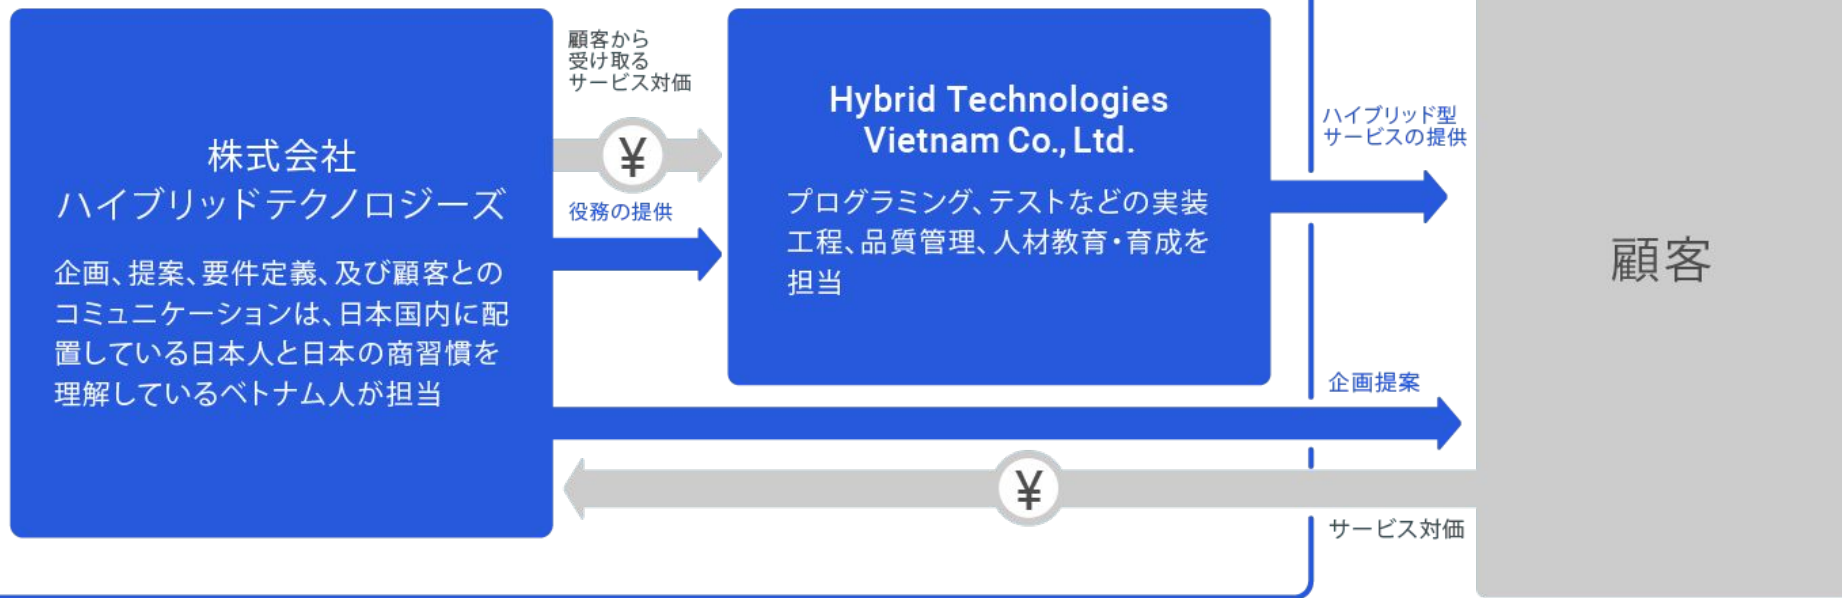 株式会社
ハイブリッドテクノロジーズ
企画、提案、要件定義、及び顧客との
コミュニケーションは、日本国内に配
置している日本人と日本の商習慣を
理解しているベトナム人が担当
顧客から
受け取る
サービス対価
¥
役務の提供
Hybrid Technologies
Vietnam Co., Ltd.
プログラミング、テストなどの実装
工程、品質管理、人材教育・育成を
担当
ハイブリッド型
サービスの提供
企画提案
¥
サービス対価
顧客